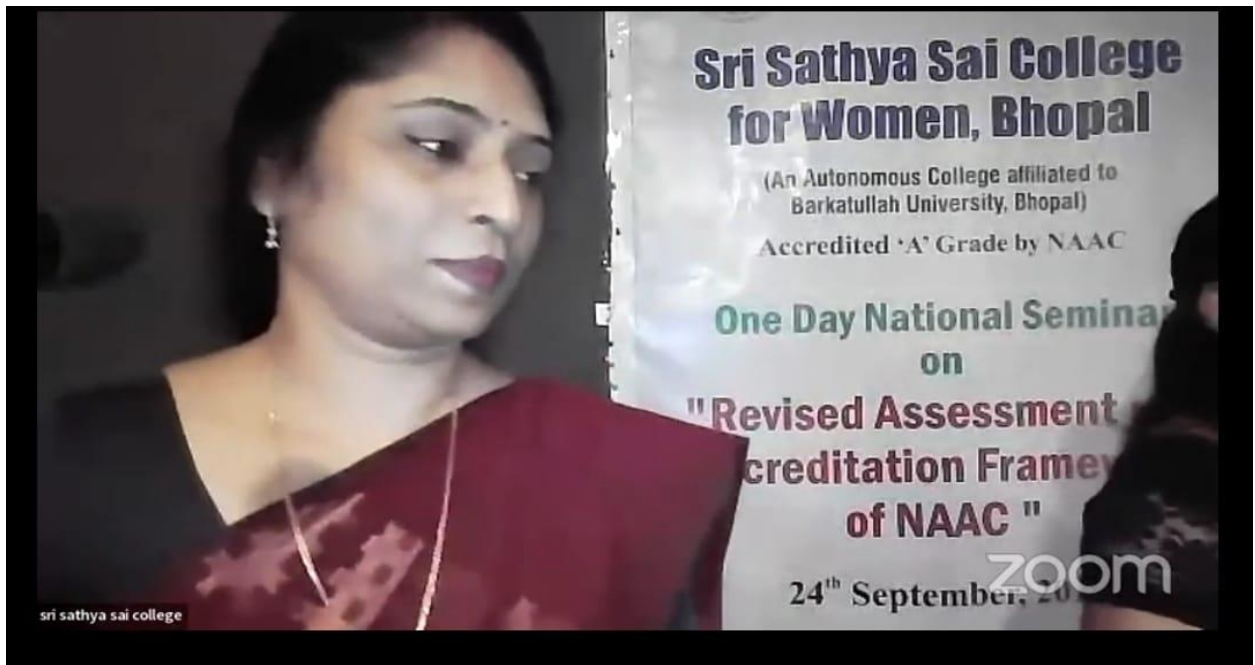 Sri Sathya Sai College
for Women, Bhopal
(An Autonomous College affiliated to
Barkatullah University, Bhopal)
Accredited 'A' Grade by NAAC
One Day National Semina
on
"Revised Assessment
creditation Frame
of NAAC "
24th September, 20
zoom
sri sathya sai college